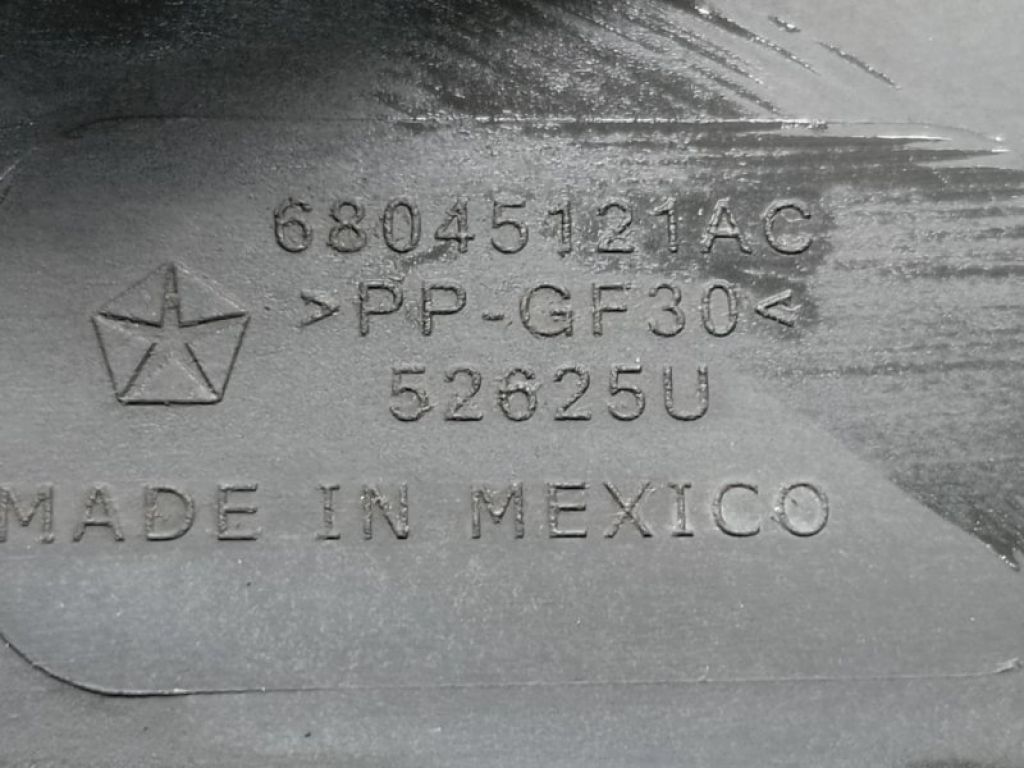 68045121AC
>PP-GF30<
52625U
MADE IN MEXICO